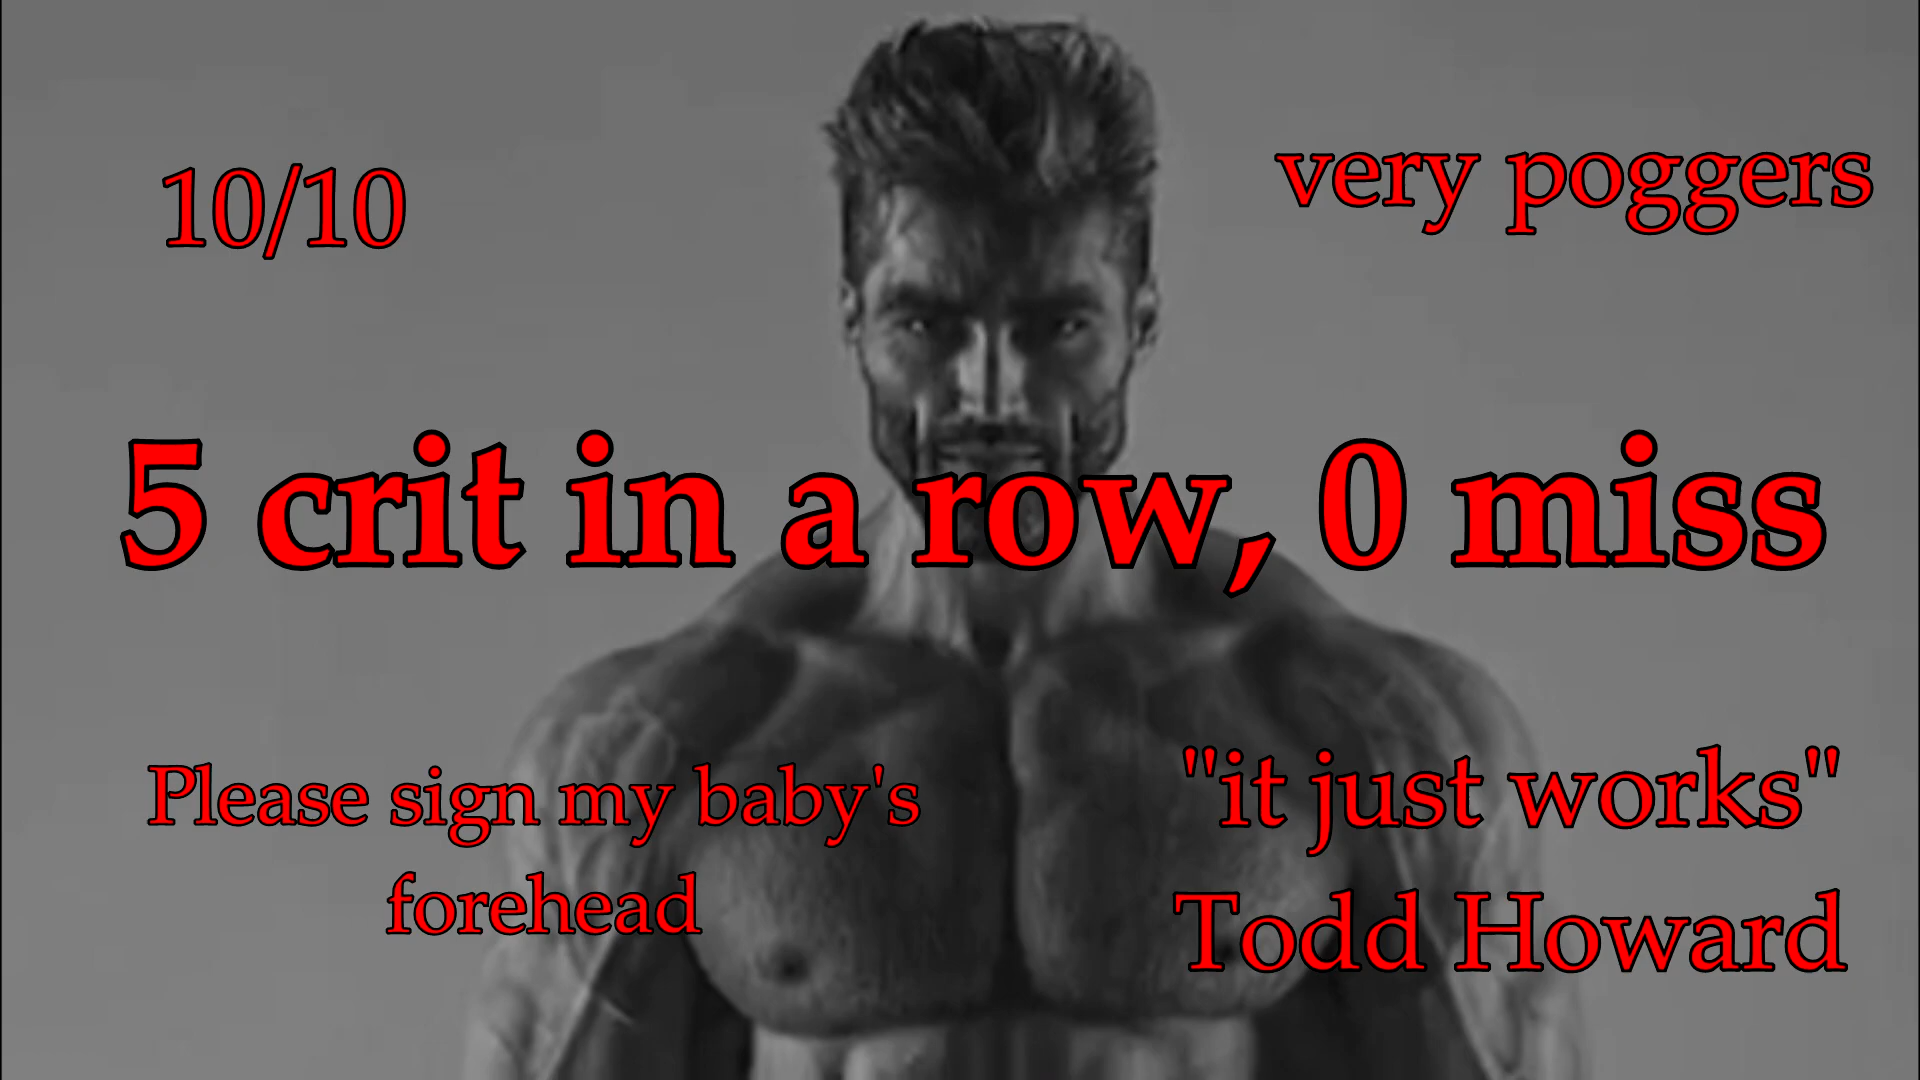 10/10
very poggers
5 crit in a row, 0 miss
Please sign my baby's
forehead
"it just works"
Todd Howard